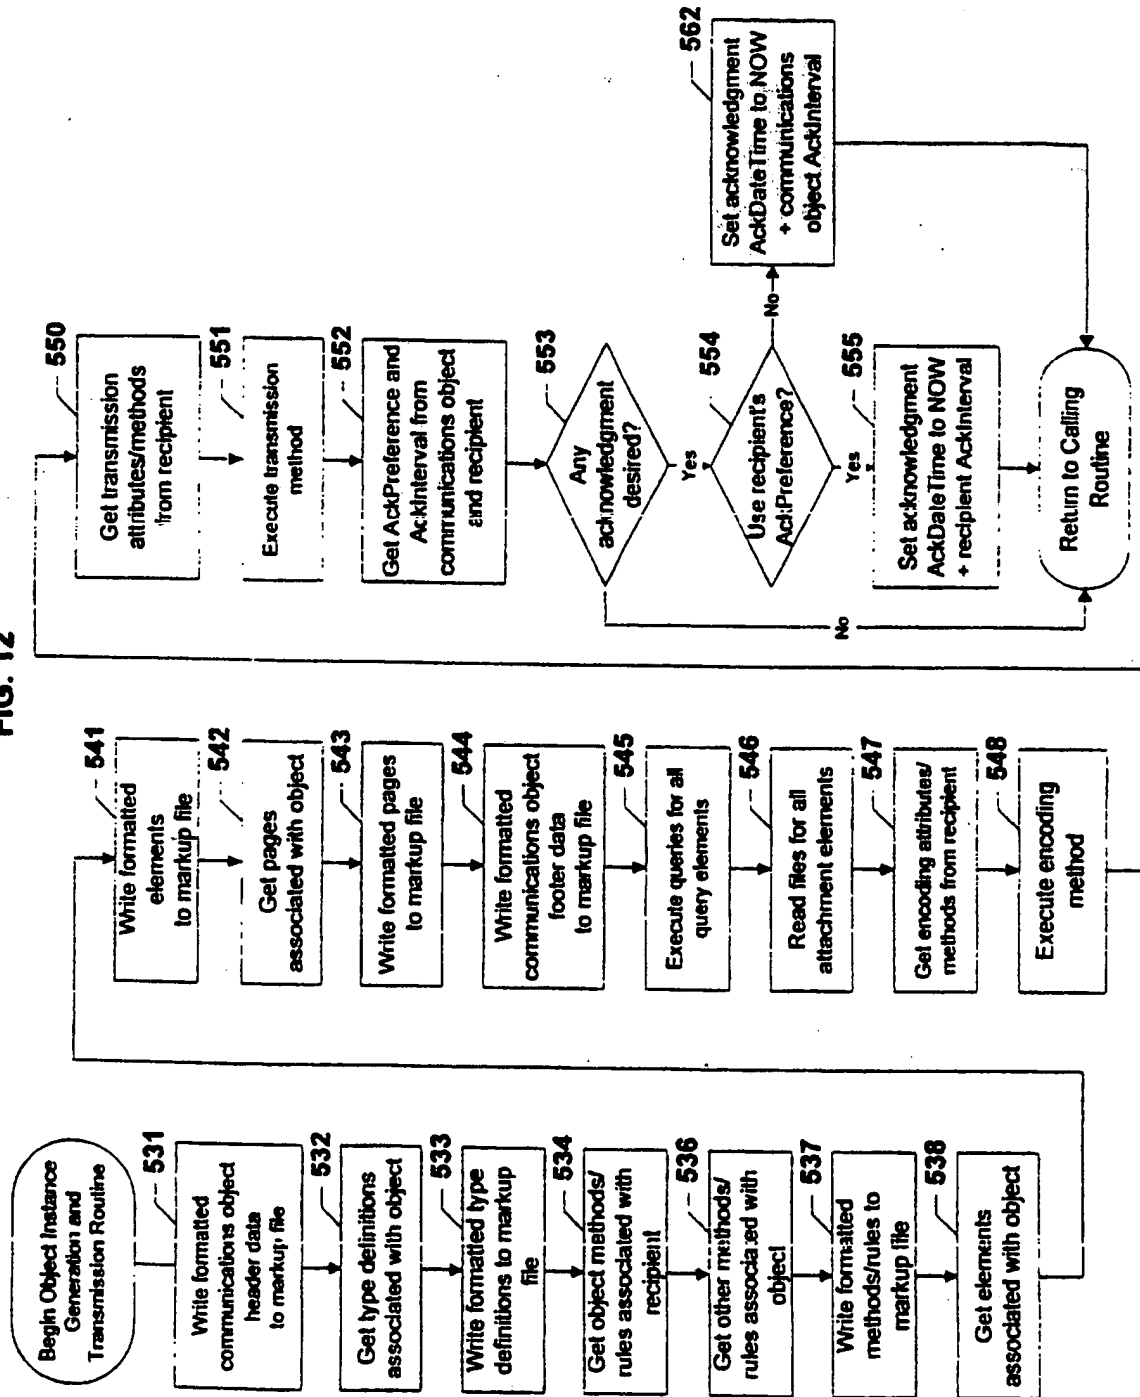 FIG. 12
Begin Object Instance
Generation and
Transmission Routine
531
Write formatted
communications object
header data
to markup file
532
Get type definitions
associated with object
533
Write formatted type
definitions to markup
file
534
Get object methods/
rules associated with
recipient
536
Get other methods/
rules associated with
object
537
Write formatted
methods/rules to
markup file
538
Get elements
associated with object
541
Write formatted
elements
to markup file
542
Get pages
associated with object
543
Write formatted pages
to markup file
544
Write formatted
communications object
footer data
to markup file
545
Execute queries for all
query elements
546
Read files for all
attachment elements
547
Get encoding attributes/
methods from recipient
548
Execute encoding
method
550
Get transmission
attributes/methods
from recipient
551
Execute transmission
method
552
Get AckPreference and
AckInterval from
communications object
and recipient
553
Any
acknowledgment
desired?
Yes
No
554
Use recipient's
AckPreference?
Yes
No
555
Set acknowledgment
AckDateTime to NOW
+ recipient AckInterval
562
Set acknowledgment
AckDateTime to NOW
+ communications
object AckInterval
Return to Calling
Routine